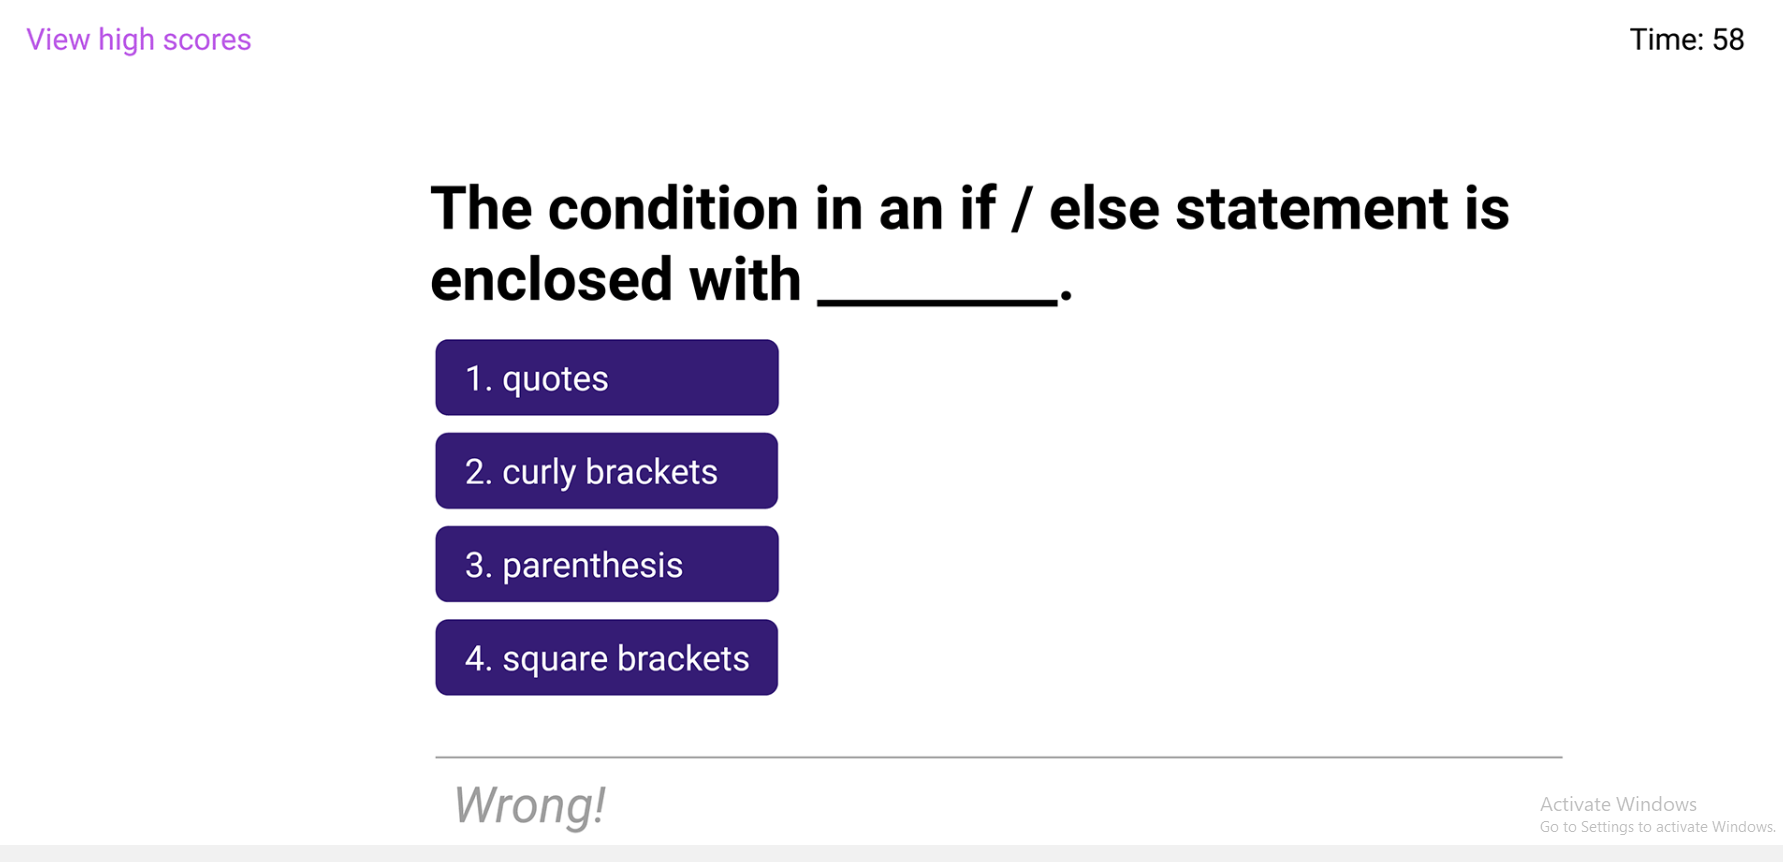 View high scores
Time: 58
The condition in an if / else statement is
enclosed with ________.
1. quotes
2. curly brackets
3. parenthesis
4. square brackets
Wrong!
Activate Windows
Go to Settings to activate Windows.